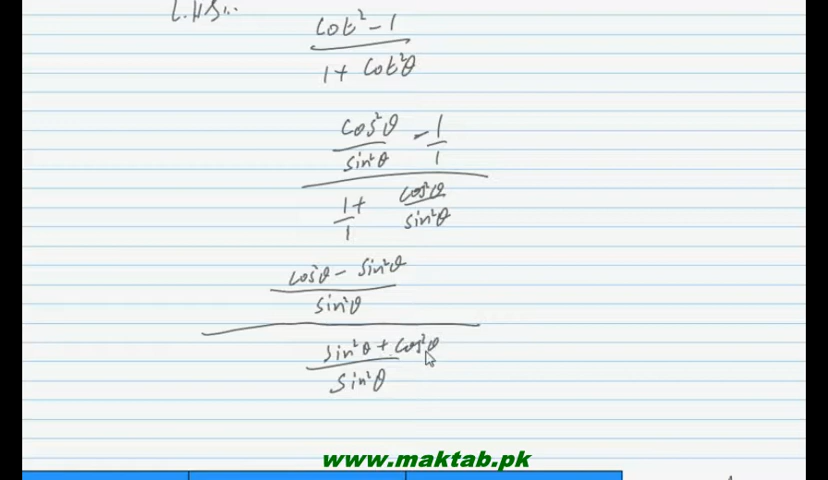 L.H.S..
cot² - 1
1 + cot²θ
cos²θ - 1
sin²θ 1
1 + cos²θ
1 sin²θ
cos²θ - sin²θ
sin²θ
sin²θ + cos²θ
sin²θ
www.maktab.pk